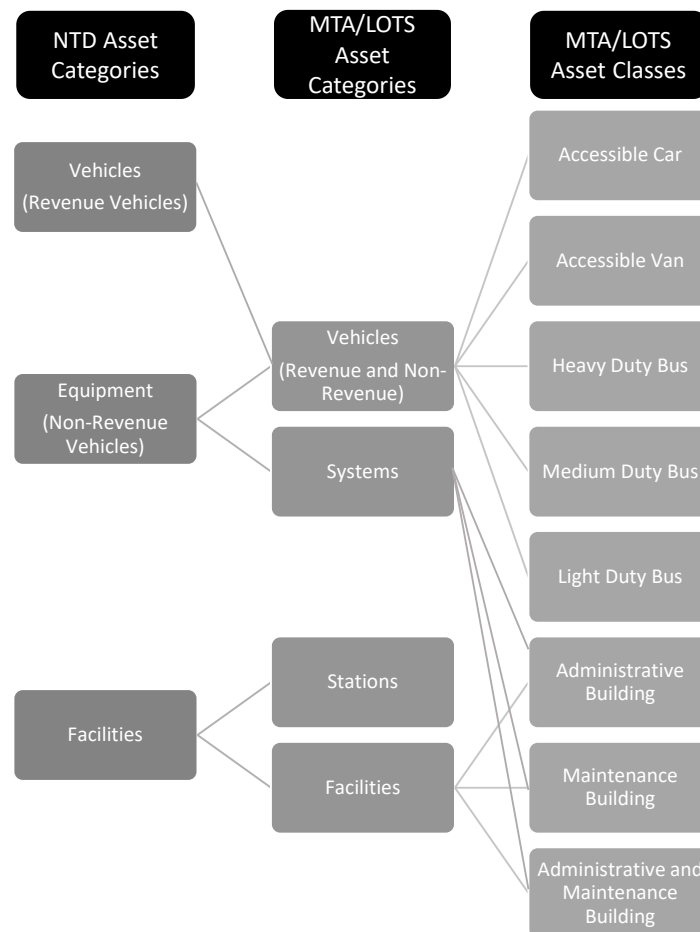 NTD Asset
Categories
MTA/LOTS
Asset
Categories
MTA/LOTS
Asset Classes
Vehicles
(Revenue Vehicles)
Equipment
(Non-Revenue
Vehicles)
Facilities
Vehicles
(Revenue and Non-
Revenue)
Systems
Stations
Facilities
Accessible Car
Accessible Van
Heavy Duty Bus
Medium Duty Bus
Light Duty Bus
Administrative
Building
Maintenance
Building
Administrative and
Maintenance
Building